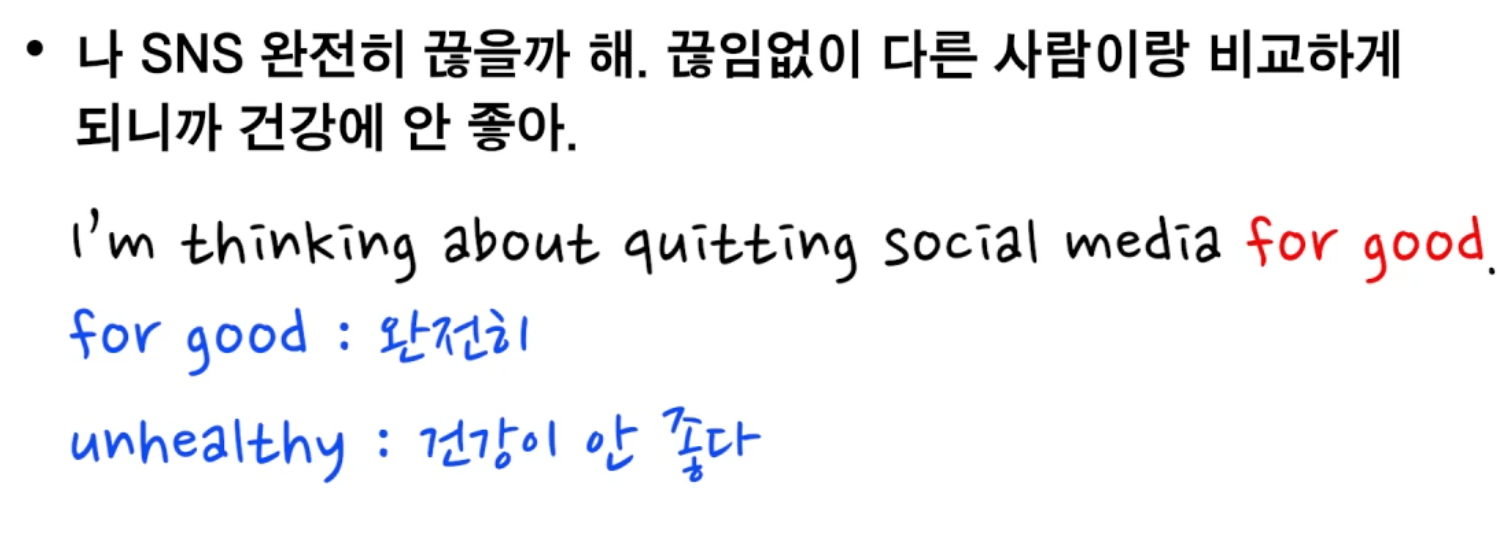 • 나 SNS 완전히 끊을까 해. 끊임없이 다른 사람이랑 비교하게
되니까 건강에 안 좋아.
I'm thinking about quitting social media for good.
for good : 완전히
unhealthy : 건강이 안 좋다